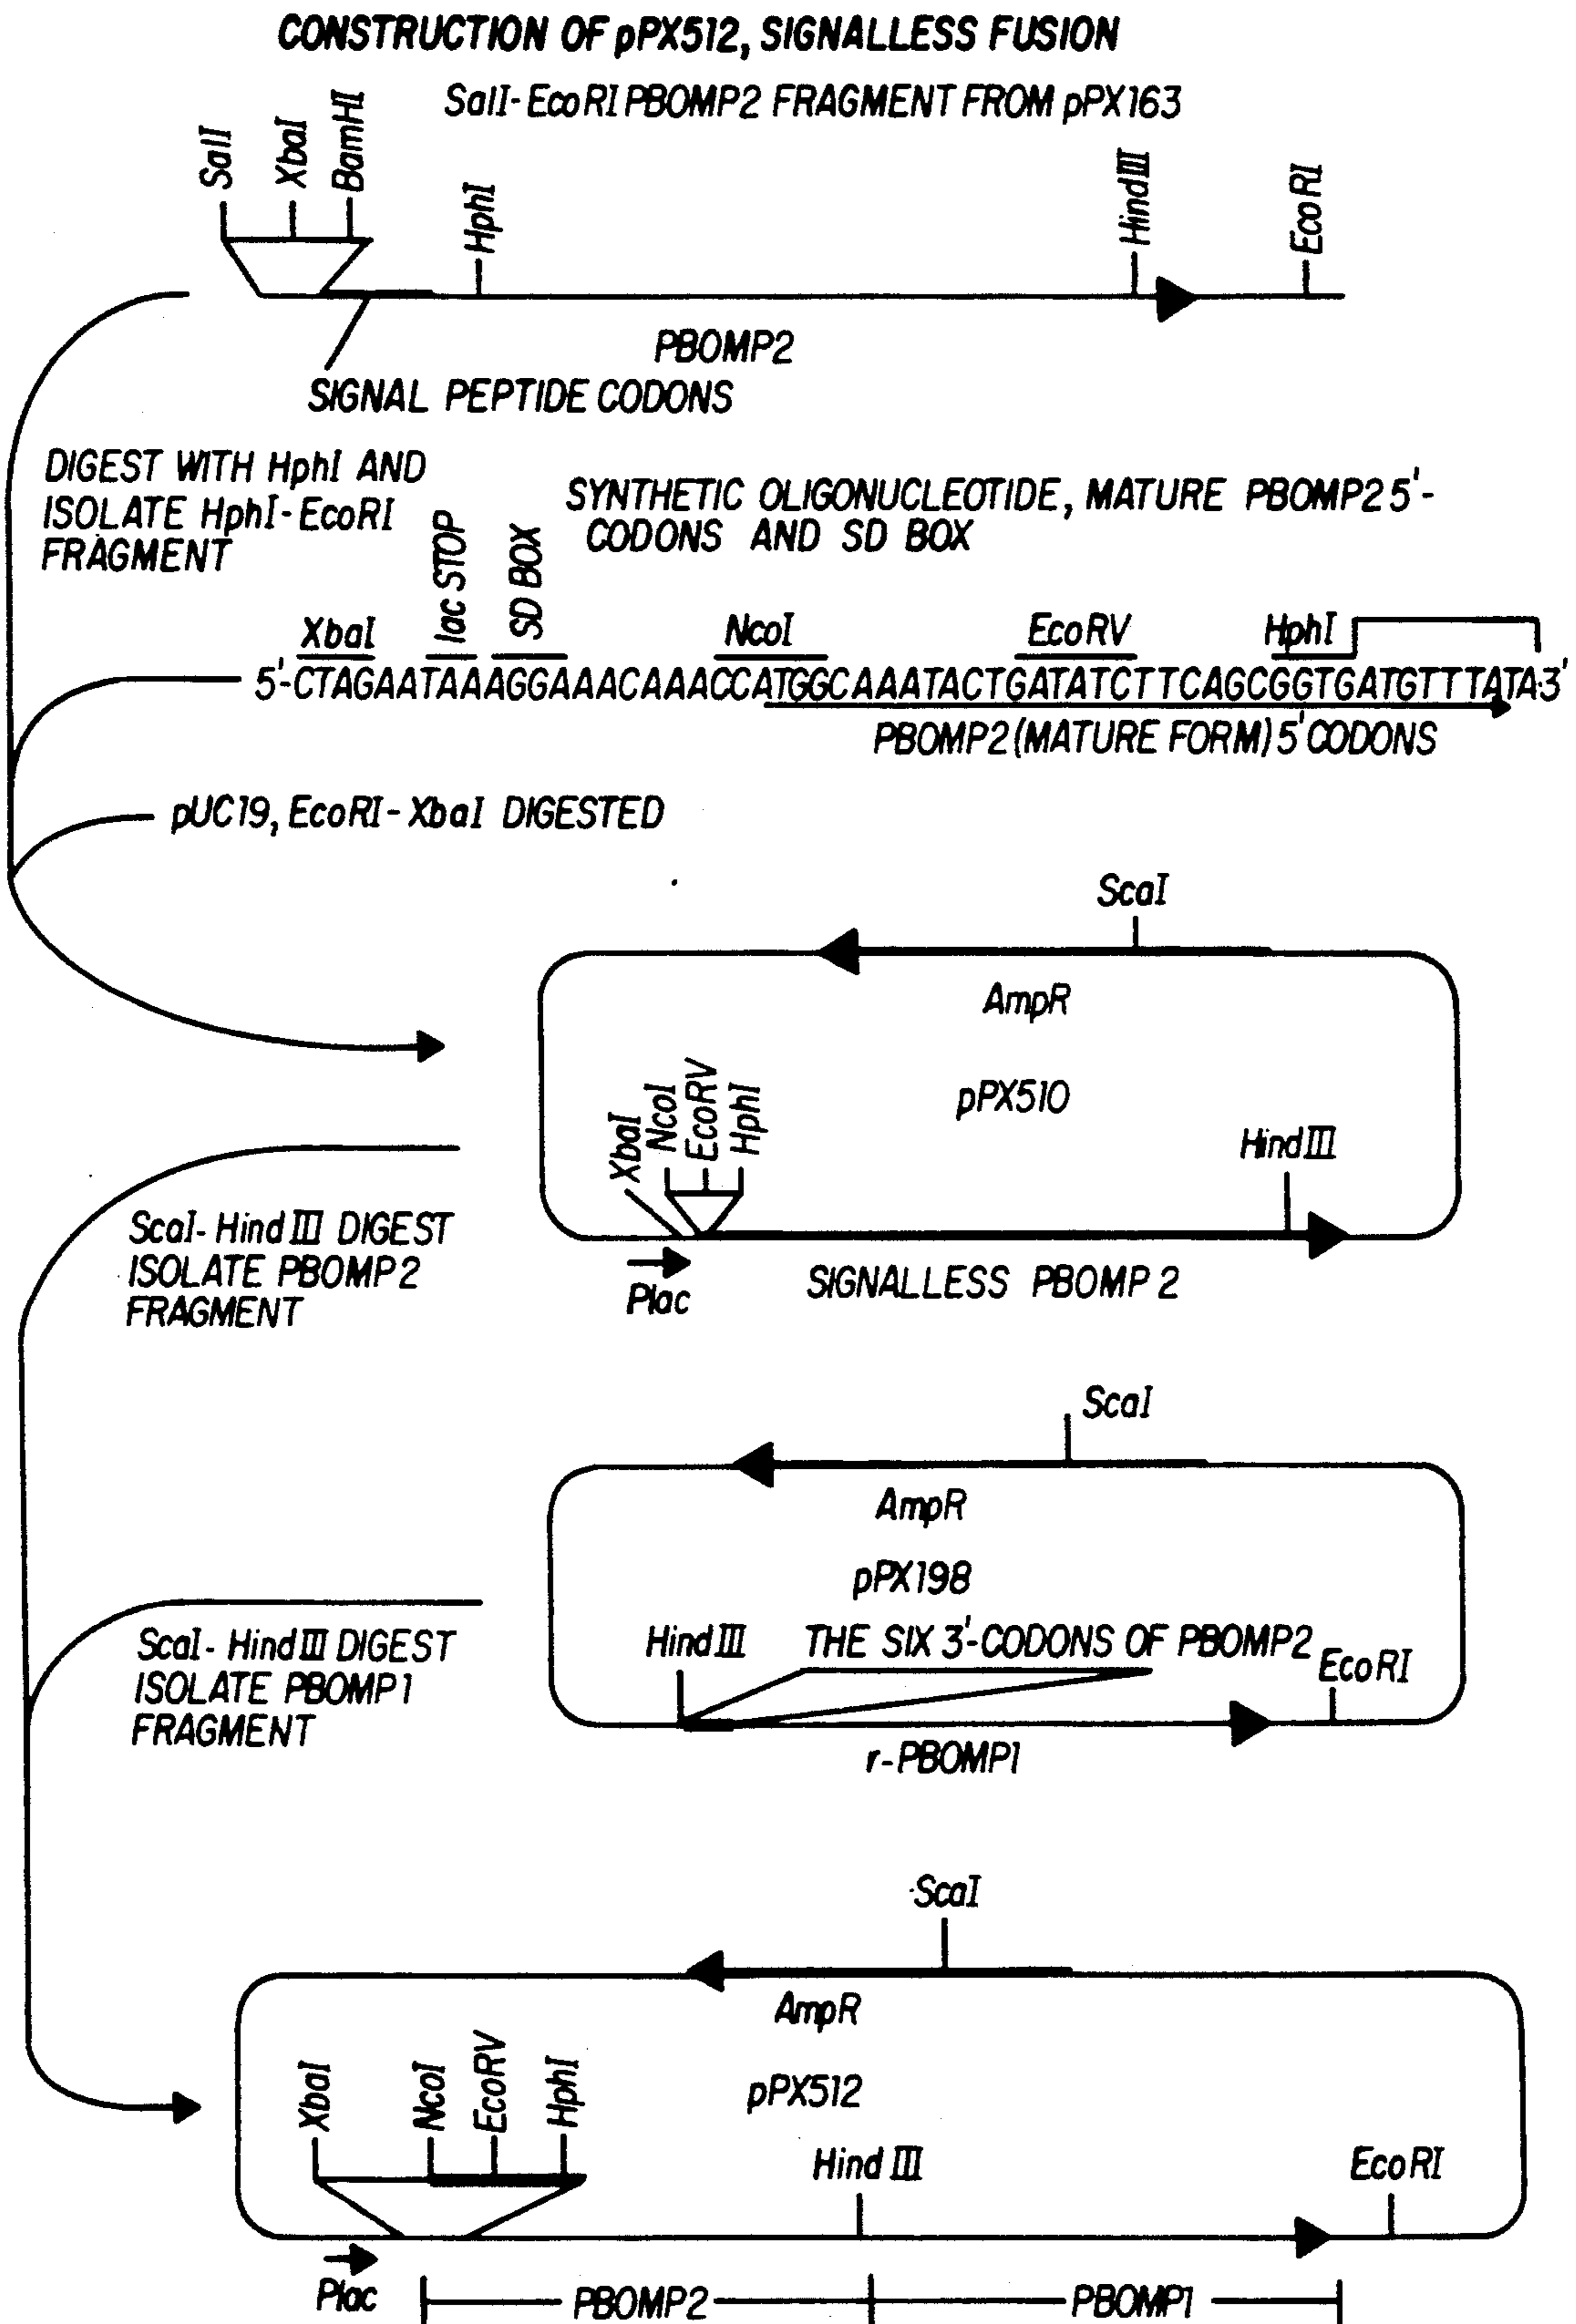 CONSTRUCTION OF pPX512, SIGNALLESS FUSION
SalI-EcoRI PBOMP2 FRAGMENT FROM pPX163
SalI
XbaI
BamHI
HphI
HindIII
EcoRI
PBOMP2
SIGNAL PEPTIDE CODONS
DIGEST WITH HphI AND
ISOLATE HphI-EcoRI
FRAGMENT
SYNTHETIC OLIGONUCLEOTIDE, MATURE PBOMP2 5'-
CODONS AND SD BOX
lac STOP
SD BOX
XbaI
NcoI
EcoRV
HphI
5'-CTAGAATAAAGGAAACAAACCATGGCAAATACTGATATCTTCAGCGGTGATGTTTATA-3'
PBOMP2 (MATURE FORM) 5' CODONS
pUC19, EcoRI-XbaI DIGESTED
ScaI
AmpR
pPX510
XbaI
NcoI
EcoRV
HphI
HindIII
Plac
SIGNALLESS PBOMP 2
ScaI-HindIII DIGEST
ISOLATE PBOMP2
FRAGMENT
ScaI
AmpR
pPX198
HindIII
THE SIX 3'-CODONS OF PBOMP2
EcoRI
r-PBOMP1
ScaI-HindIII DIGEST
ISOLATE PBOMP1
FRAGMENT
ScaI
AmpR
pPX512
XbaI
NcoI
EcoRV
HphI
HindIII
EcoRI
Plac
PBOMP2
PBOMP1